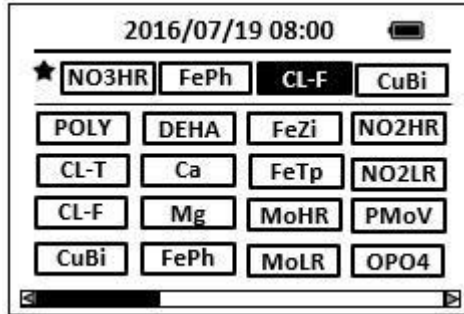 2016/07/19 08:00
NO3HR FePh CL-F CuBi
POLY DEHA FeZi NO2HR
CL-T Ca FeTp NO2LR
CL-F Mg MoHR PMoV
CuBi FePh MoLR OPO4